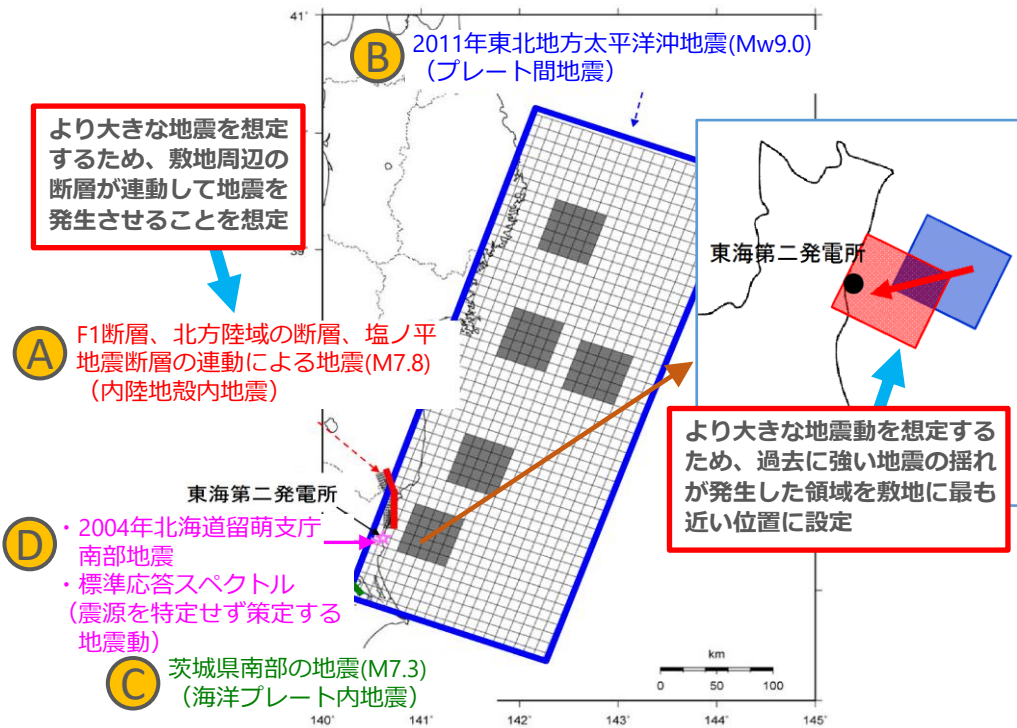 41°
B
2011年東北地方太平洋沖地震(Mw9.0)
（プレート間地震）
より大きな地震を想定
するため、敷地周辺の
断層が連動して地震を
発生させることを想定
39°
東海第二発電所
A
F1断層、北方陸域の断層、塩ノ平
地震断層の連動による地震(M7.8)
（内陸地殻内地震）
より大きな地震動を想定する
ため、過去に強い地震の揺れ
が発生した領域を敷地に最も
近い位置に設定
東海第二発電所
D
・2004年北海道留萌支庁
南部地震
・標準応答スペクトル
（震源を特定せず策定する
地震動）
C
茨城県南部の地震(M7.3)
（海洋プレート内地震）
km
0 50 100
140° 141° 142° 143° 144° 145°